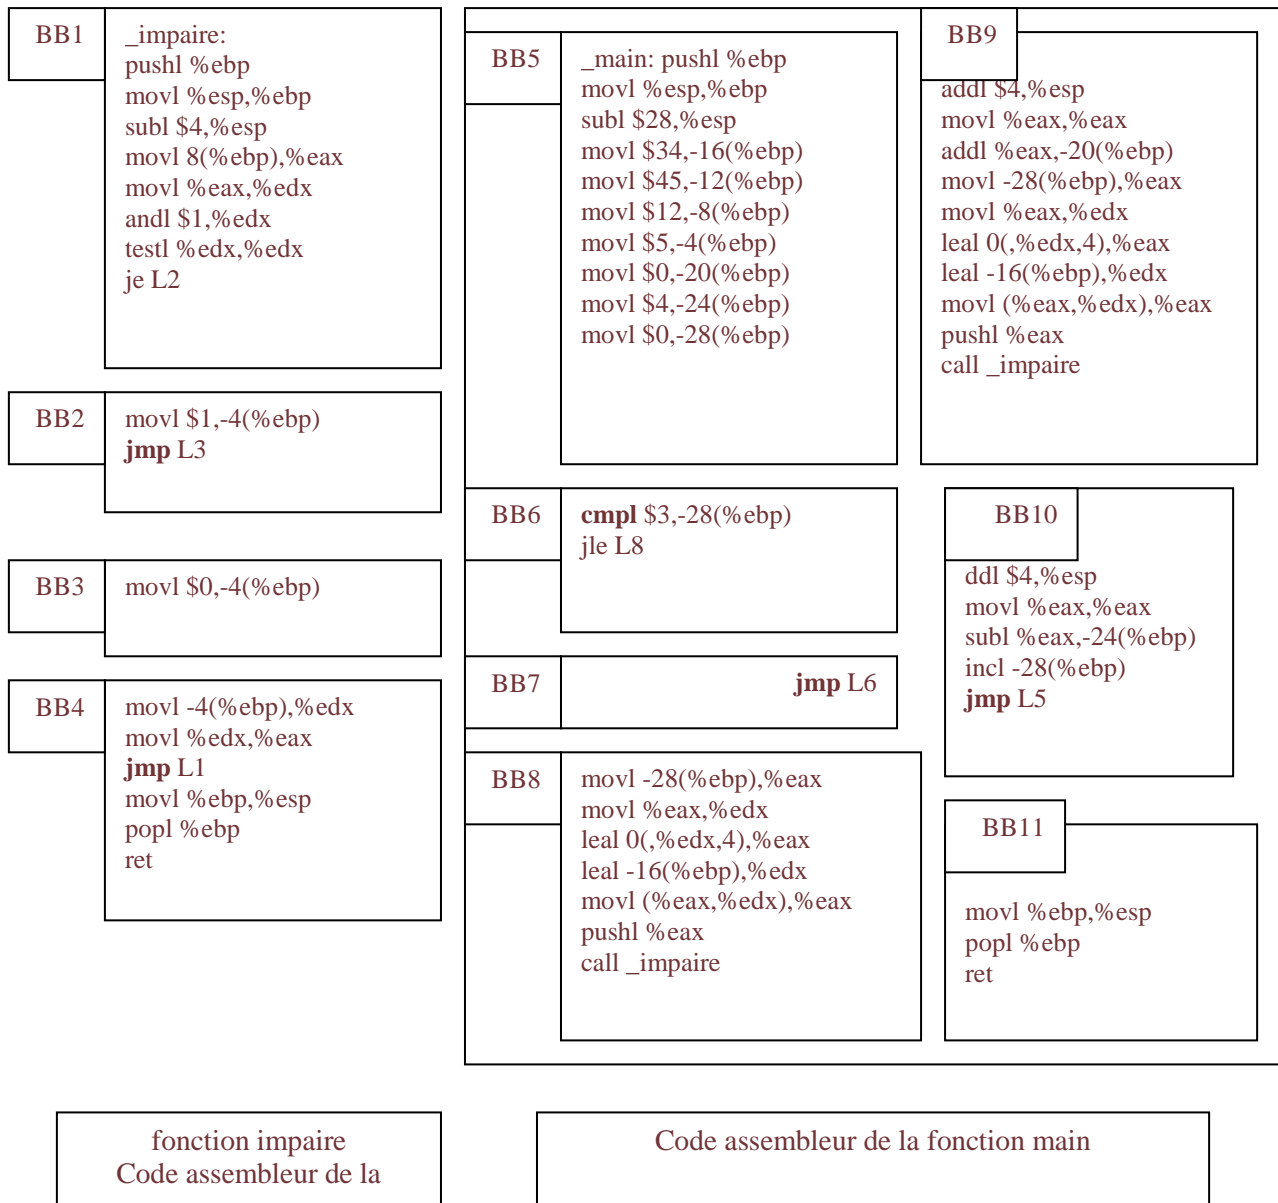 BB1
_impaire:
pushl %ebp
movl %esp,%ebp
subl $4,%esp
movl 8(%ebp),%eax
movl %eax,%edx
andl $1,%edx
testl %edx,%edx
je L2
BB2
movl $1,-4(%ebp)
jmp L3
BB3
movl $0,-4(%ebp)
BB4
movl -4(%ebp),%edx
movl %edx,%eax
jmp L1
movl %ebp,%esp
popl %ebp
ret
BB5
_main: pushl %ebp
movl %esp,%ebp
subl $28,%esp
movl $34,-16(%ebp)
movl $45,-12(%ebp)
movl $12,-8(%ebp)
movl $5,-4(%ebp)
movl $0,-20(%ebp)
movl $4,-24(%ebp)
movl $0,-28(%ebp)
BB6
cmpl $3,-28(%ebp)
jle L8
BB7
jmp L6
BB8
movl -28(%ebp),%eax
movl %eax,%edx
leal 0(,%edx,4),%eax
leal -16(%ebp),%edx
movl (%eax,%edx),%eax
pushl %eax
call _impaire
BB9
addl $4,%esp
movl %eax,%eax
addl %eax,-20(%ebp)
movl -28(%ebp),%eax
movl %eax,%edx
leal 0(,%edx,4),%eax
leal -16(%ebp),%edx
movl (%eax,%edx),%eax
pushl %eax
call _impaire
BB10
ddl $4,%esp
movl %eax,%eax
subl %eax,-24(%ebp)
incl -28(%ebp)
jmp L5
BB11
movl %ebp,%esp
popl %ebp
ret
fonction impaire
Code assembleur de la
Code assembleur de la fonction main